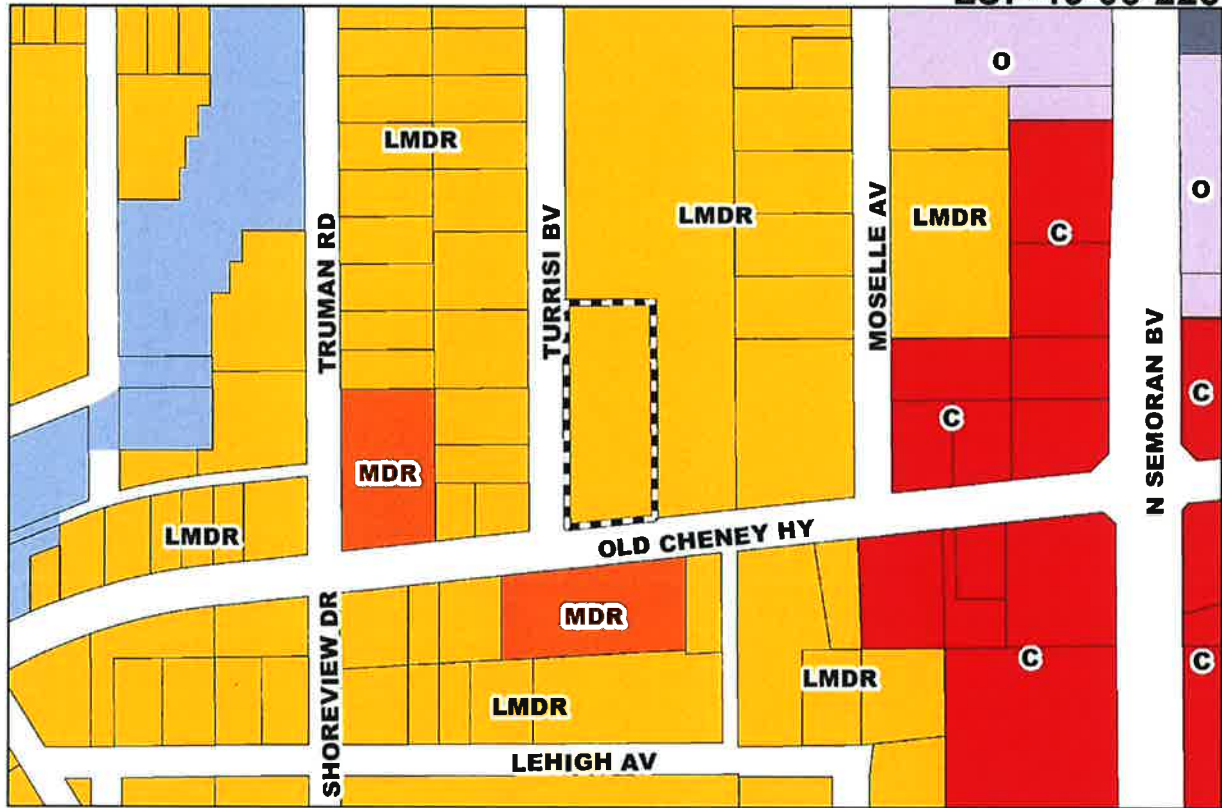 O
LMDR
O
LMDR
LMDR
C
TRUMAN RD
TURRISI BV
MOSELLE AV
N SEMORAN BV
C
C
MDR
LMDR
OLD CHENEY HY
MDR
C
C
LMDR
LMDR
SHOREVIEW DR
LEHIGH AV